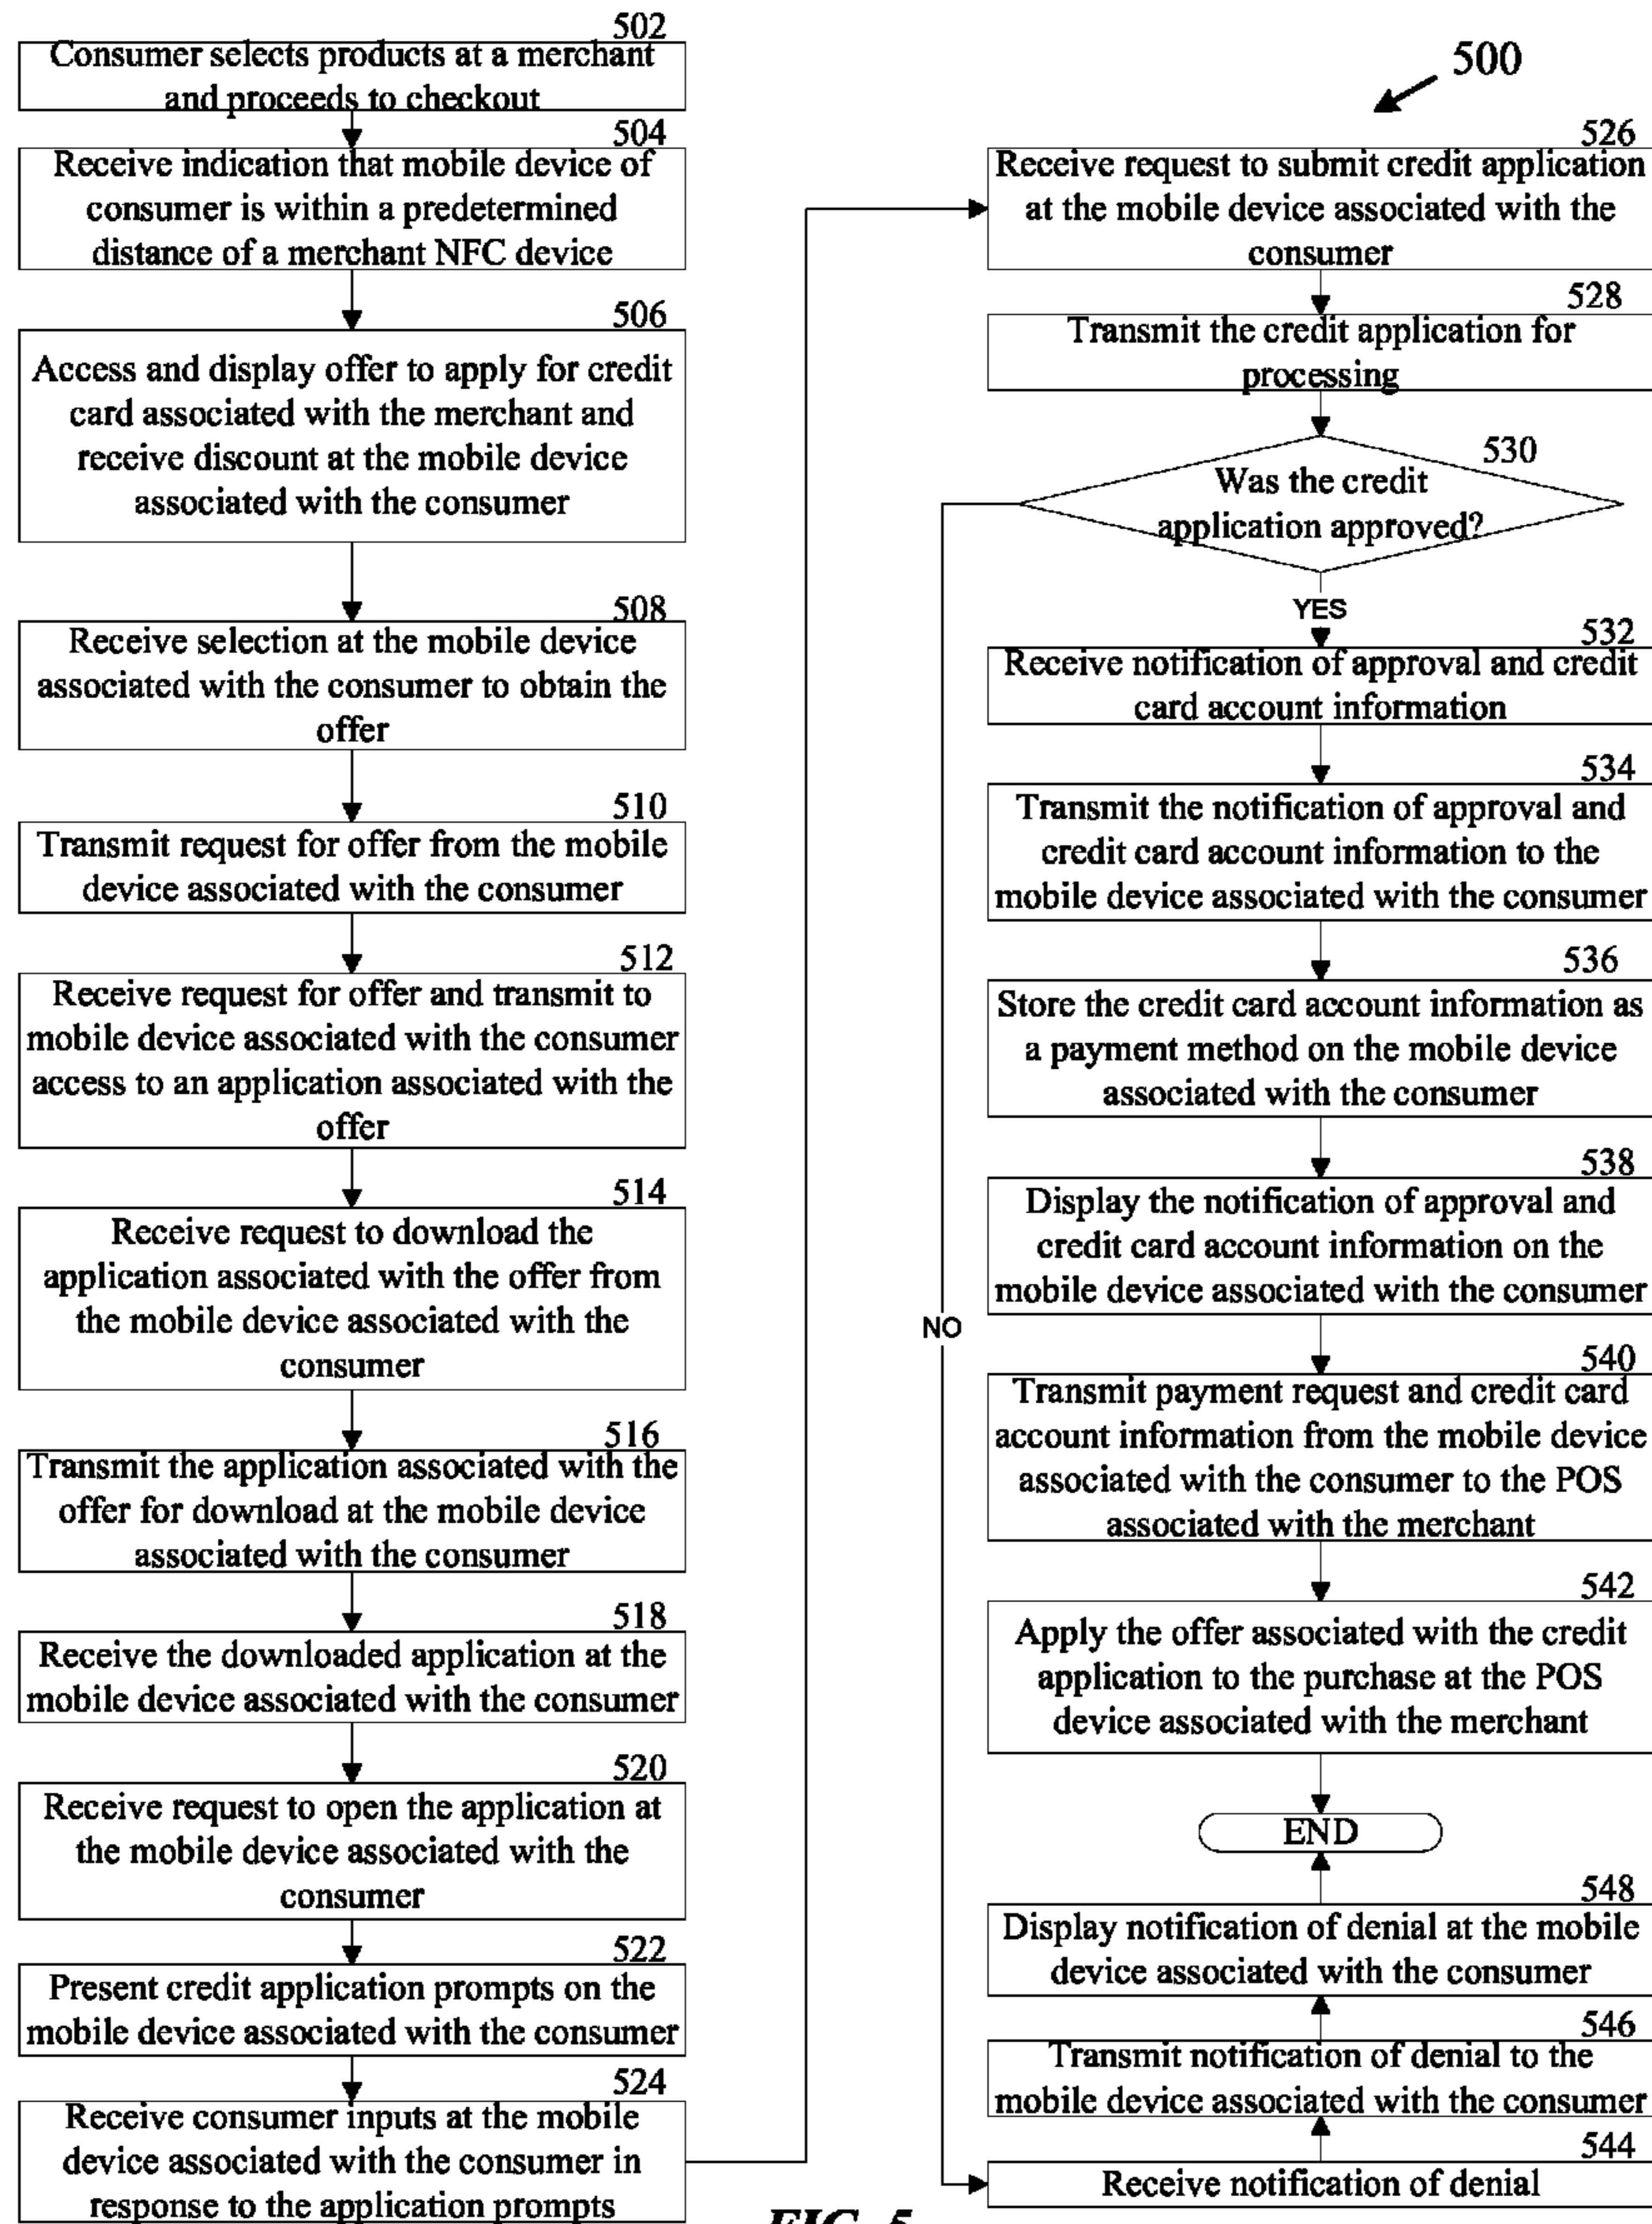 502
Consumer selects products at a merchant
and proceeds to checkout
504
Receive indication that mobile device of
consumer is within a predetermined
distance of a merchant NFC device
506
Access and display offer to apply for credit
card associated with the merchant and
receive discount at the mobile device
associated with the consumer
508
Receive selection at the mobile device
associated with the consumer to obtain the
offer
510
Transmit request for offer from the mobile
device associated with the consumer
512
Receive request for offer and transmit to
mobile device associated with the consumer
access to an application associated with the
offer
514
Receive request to download the
application associated with the offer from
the mobile device associated with the
consumer
516
Transmit the application associated with the
offer for download at the mobile device
associated with the consumer
518
Receive the downloaded application at the
mobile device associated with the consumer
520
Receive request to open the application at
the mobile device associated with the
consumer
522
Present credit application prompts on the
mobile device associated with the consumer
524
Receive consumer inputs at the mobile
device associated with the consumer in
response to the application prompts
500
526
Receive request to submit credit application
at the mobile device associated with the
consumer
528
Transmit the credit application for
processing
530
Was the credit
application approved?
YES
532
Receive notification of approval and credit
card account information
534
Transmit the notification of approval and
credit card account information to the
mobile device associated with the consumer
536
Store the credit card account information as
a payment method on the mobile device
associated with the consumer
538
Display the notification of approval and
credit card account information on the
mobile device associated with the consumer
NO
540
Transmit payment request and credit card
account information from the mobile device
associated with the consumer to the POS
associated with the merchant
542
Apply the offer associated with the credit
application to the purchase at the POS
device associated with the merchant
END
548
Display notification of denial at the mobile
device associated with the consumer
546
Transmit notification of denial to the
mobile device associated with the consumer
544
Receive notification of denial
FIG. 5